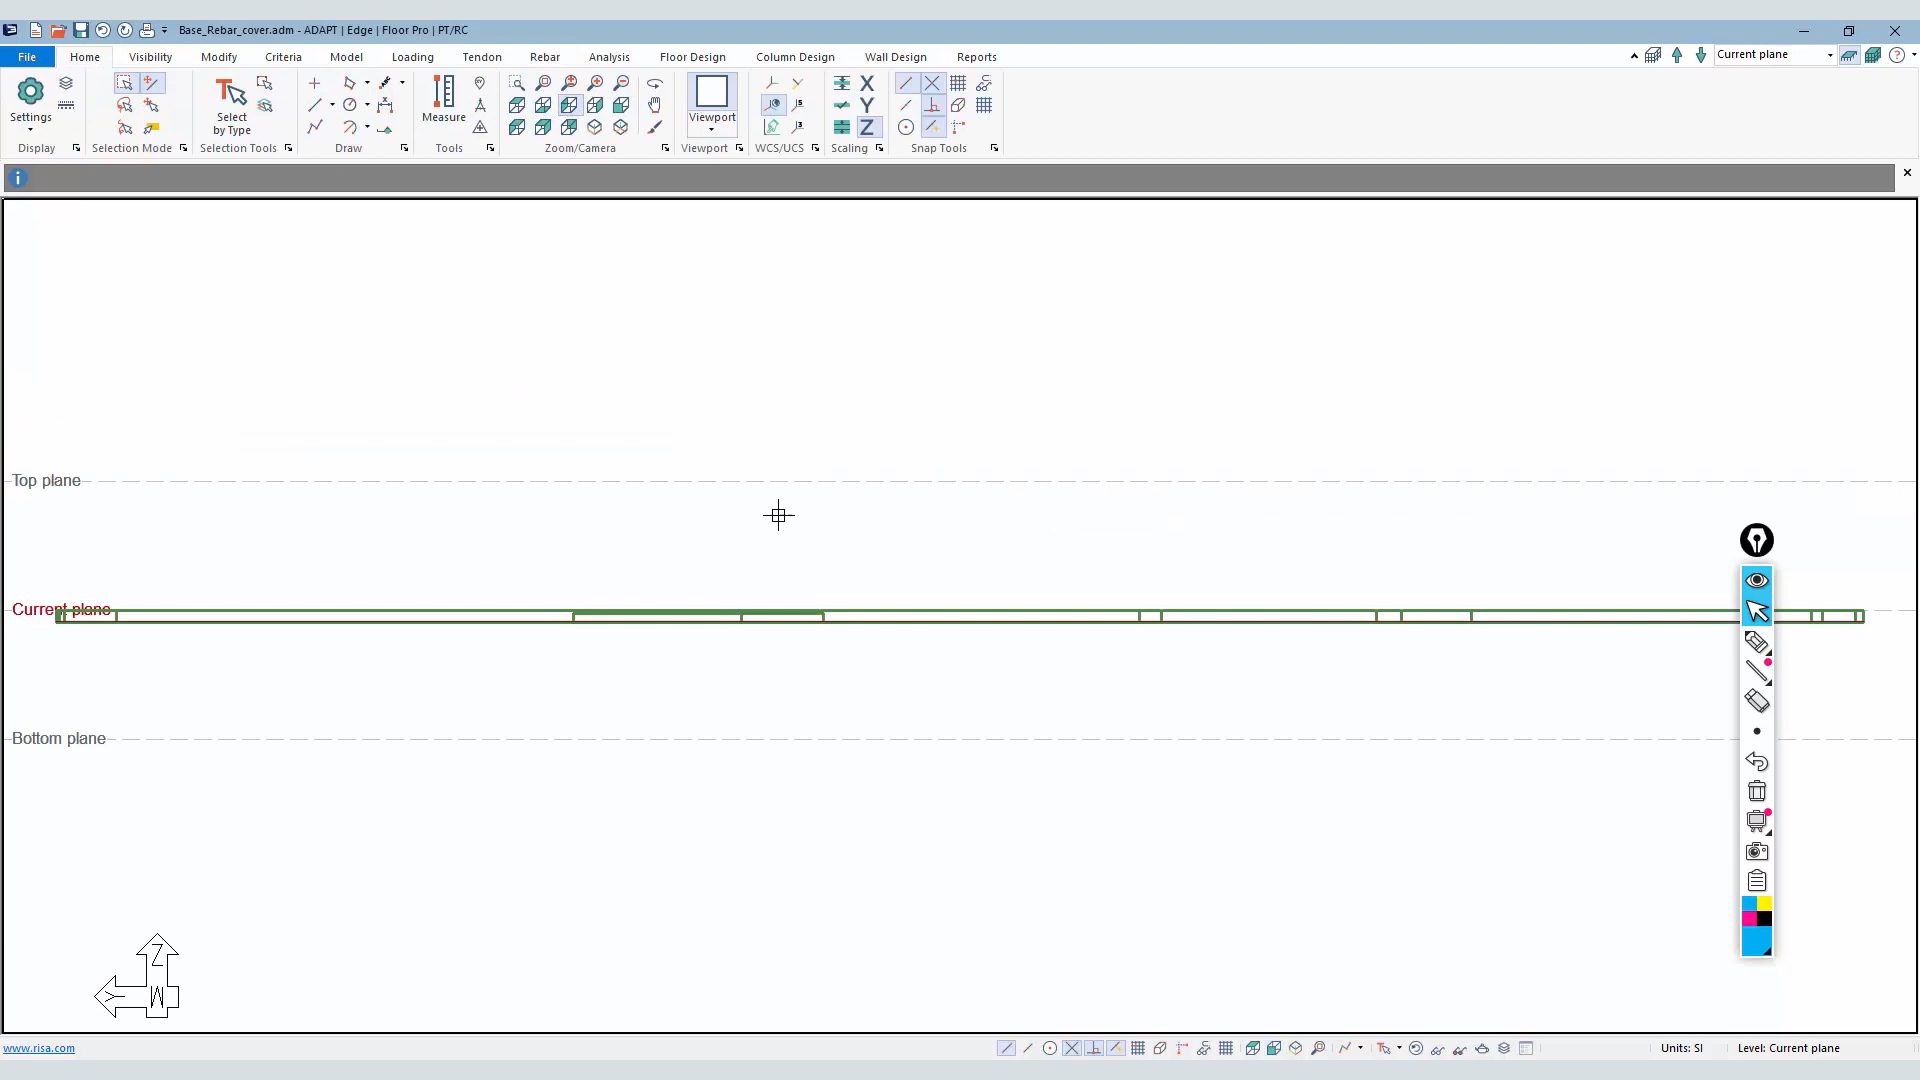 Base_Rebar_cover.adm - ADAPT | Edge | Floor Pro | PT/RC
File Home Visibility Modify Criteria Model Loading Tendon Rebar Analysis Floor Design Column Design Wall Design Reports Current plane
Settings
Select
by Type
Measure
Viewport
X
Y
Z
Display Selection Mode Selection Tools Draw Tools Zoom/Camera Viewport WCS/UCS Scaling Snap Tools
Top plane
Current plane
Bottom plane
Z
Y W
www.risa.com Units: SI Level: Current plane